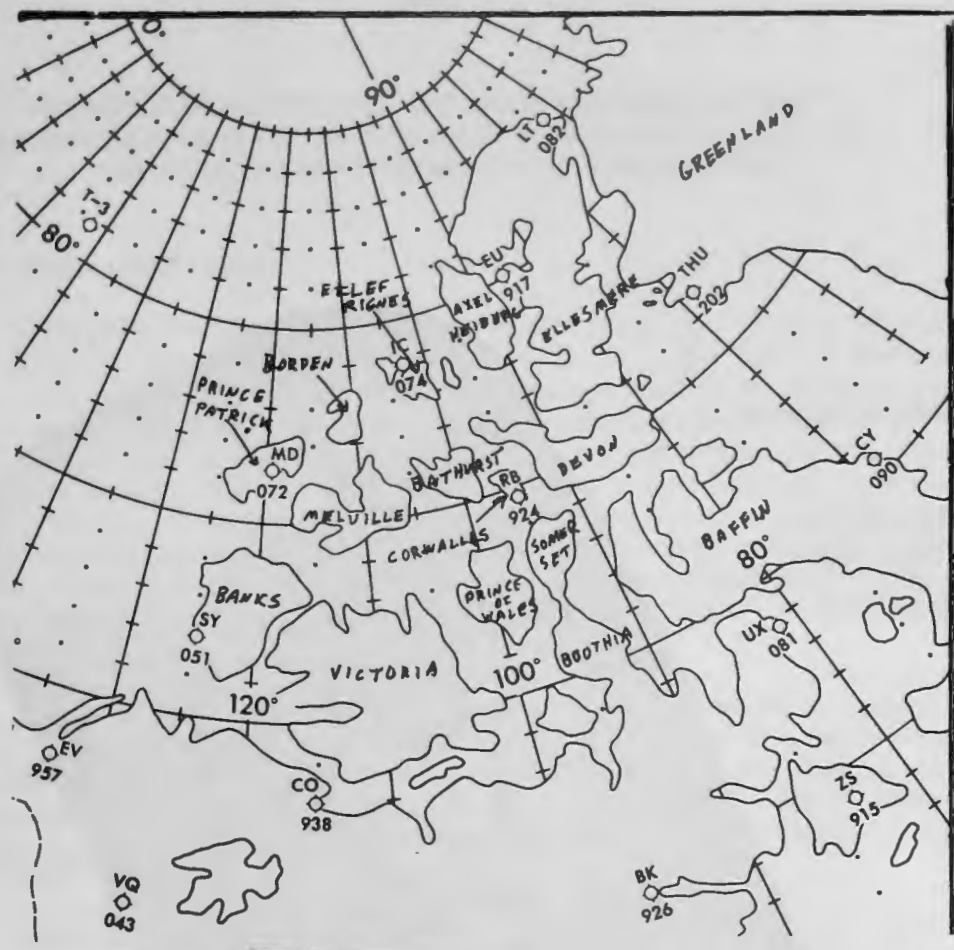 0°
90°
LT
082
GREENLAND
T-3
80°
EU
917
THU
202
ELLEF
RIGNES
AXEL
HEIBERG
ELLESMERE
IC
074
BORDEN
PRINCE
PATRICK
MD
072
MELVILLE
BATHURST
RB
924
DEVON
CY
090
CORWALLS
SOMER
SET
BAFFIN
80°
BANKS
SY
051
PRINCE
OF
WALES
BOOTHIA
UX
081
VICTORIA
100°
120°
EV
957
CO
938
ZS
915
VQ
043
BK
926